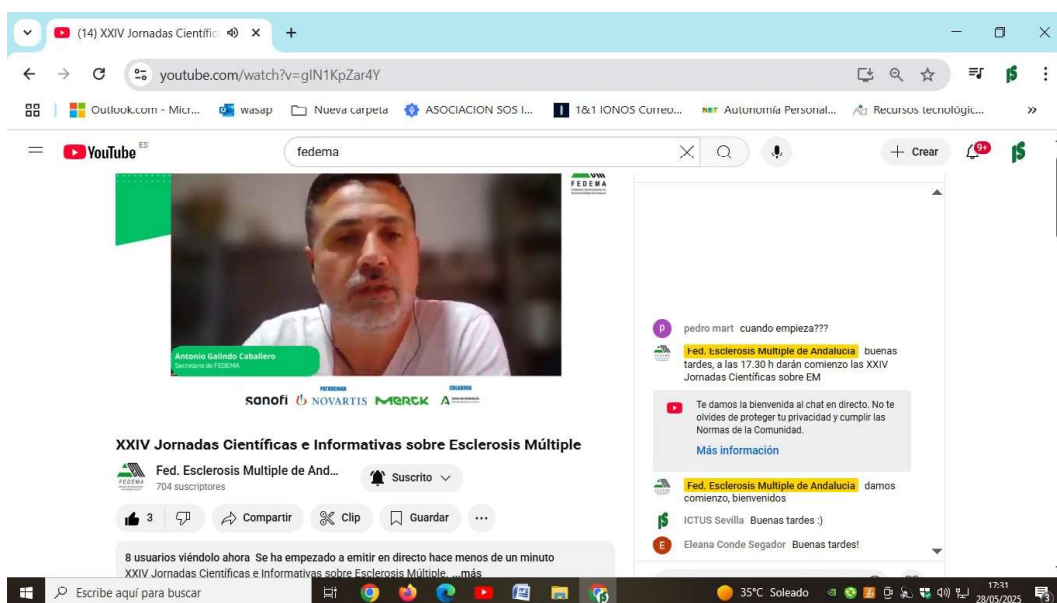 (14) XXIV Jornadas Científic
youtube.com/watch?v=gIN1KpZar4Y
Outlook.com - Micr...
wasap
Nueva carpeta
ASOCIACION SOS I...
1&1 IONOS Correo...
Autonomía Personal...
Recursos tecnológic...
YouTube ES
fedema
Crear
9+
FEDEMA
Antonio Galindo Caballero
Secretario de FEDEMA
PATROCINAN
COLABORA
sanofi
NOVARTIS
MERCK
XXIV Jornadas Científicas e Informativas sobre Esclerosis Múltiple
Fed. Esclerosis Multiple de And...
704 suscriptores
Suscrito
3
Compartir
Clip
Guardar
...
8 usuarios viéndolo ahora Se ha empezado a emitir en directo hace menos de un minuto
XXIV Jornadas Científicas e Informativas sobre Esclerosis Múltiple. ...más
pedro mart cuando empieza???
Fed. Esclerosis Multiple de Andalucia buenas
tardes, a las 17.30 h darán comienzo las XXIV
Jornadas Científicas sobre EM
Te damos la bienvenida al chat en directo. No te
olvides de proteger tu privacidad y cumplir las
Normas de la Comunidad.
Más información
Fed. Esclerosis Multiple de Andalucia damos
comienzo, bienvenidos
ICTUS Sevilla Buenas tardes :)
Eleana Conde Segador Buenas tardes!
Escribe aquí para buscar
35°C Soleado
17:31
28/05/2025